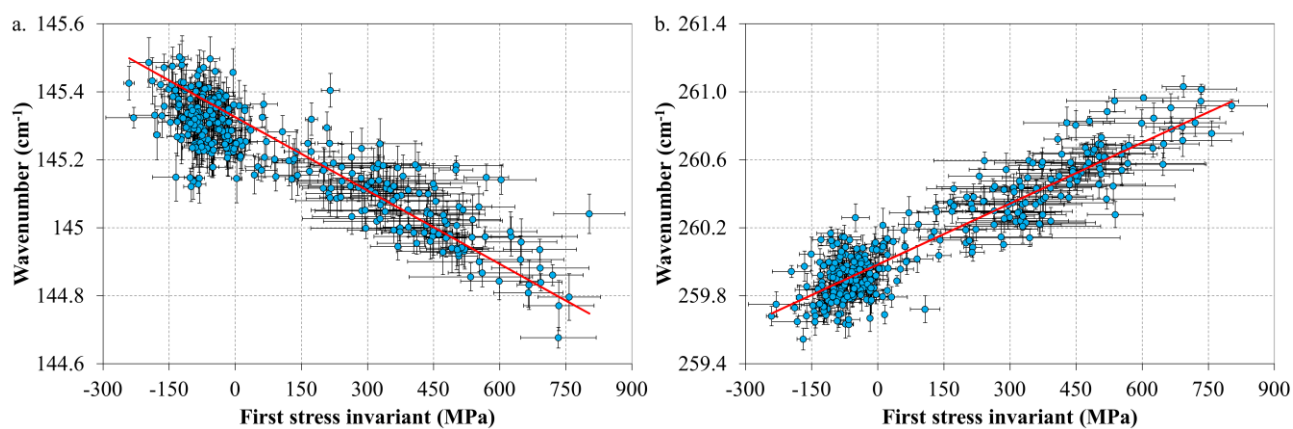 a.
145.6
145.4
145.2
145
144.8
144.6
Wavenumber (cm⁻¹)
-300 -150 0 150 300 450 600 750 900
First stress invariant (MPa)
b.
261.4
261.0
260.6
260.2
259.8
259.4
Wavenumber (cm⁻¹)
-300 -150 0 150 300 450 600 750 900
First stress invariant (MPa)